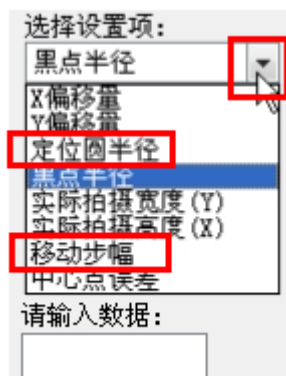 选择设置项：
黑点半径
X偏移量
Y偏移量
定位圆半径
黑点半径
实际拍摄宽度(Y)
实际拍摄高度(X)
移动步幅
中心点误差
请输入数据：